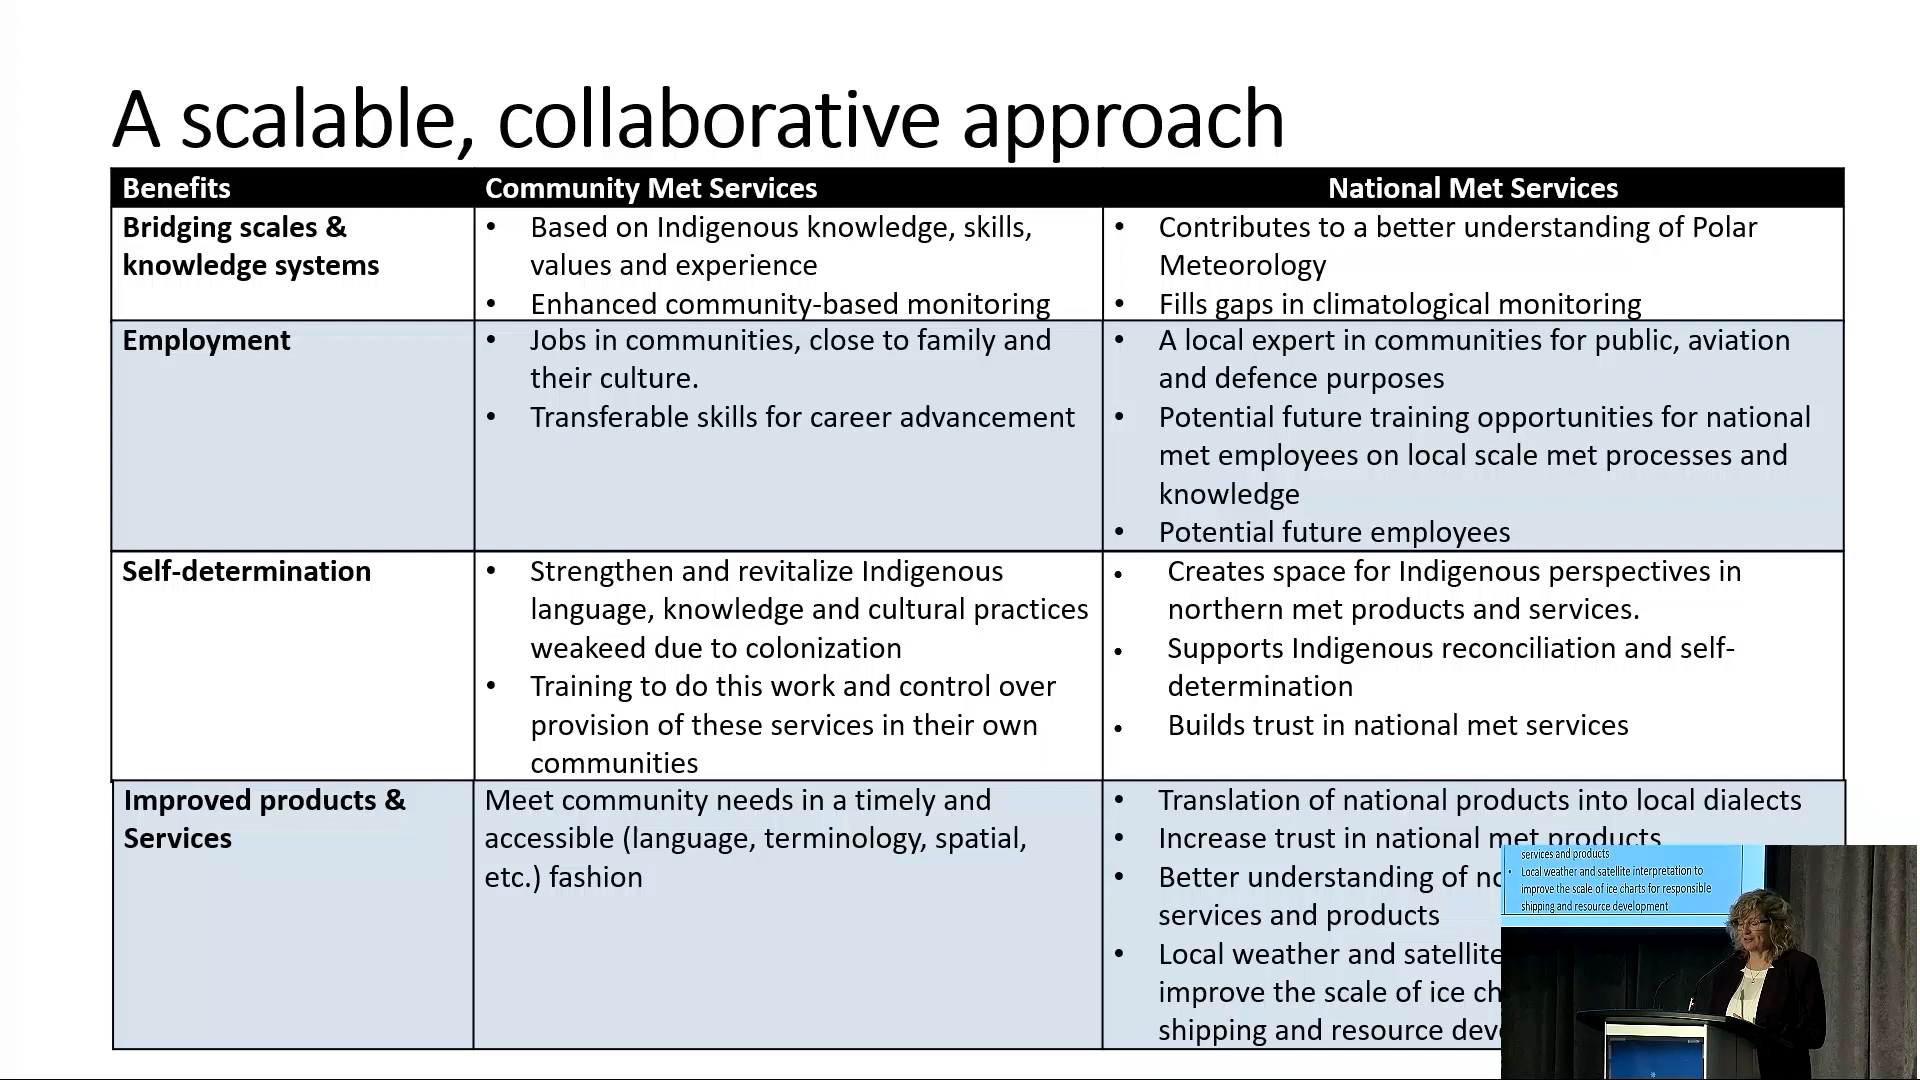 A scalable, collaborative approach
Benefits
Community Met Services
National Met Services
Bridging scales &
knowledge systems
• Based on Indigenous knowledge, skills,
values and experience
• Enhanced community-based monitoring
• Contributes to a better understanding of Polar
Meteorology
• Fills gaps in climatological monitoring
Employment
• Jobs in communities, close to family and
their culture.
• Transferable skills for career advancement
• A local expert in communities for public, aviation
and defence purposes
• Potential future training opportunities for national
met employees on local scale met processes and
knowledge
• Potential future employees
Self-determination
• Strengthen and revitalize Indigenous
language, knowledge and cultural practices
weakeed due to colonization
• Training to do this work and control over
provision of these services in their own
communities
• Creates space for Indigenous perspectives in
northern met products and services.
• Supports Indigenous reconciliation and self-
determination
• Builds trust in national met services
Improved products &
Services
Meet community needs in a timely and
accessible (language, terminology, spatial,
etc.) fashion
• Translation of national products into local dialects
• Increase trust in national met products
• Better understanding of
services and products
• Local weather and satellite
improve the scale of ice
shipping and resource
services and products
• Local weather and satellite interpretation to
improve the scale of ice charts for responsible
shipping and resource development